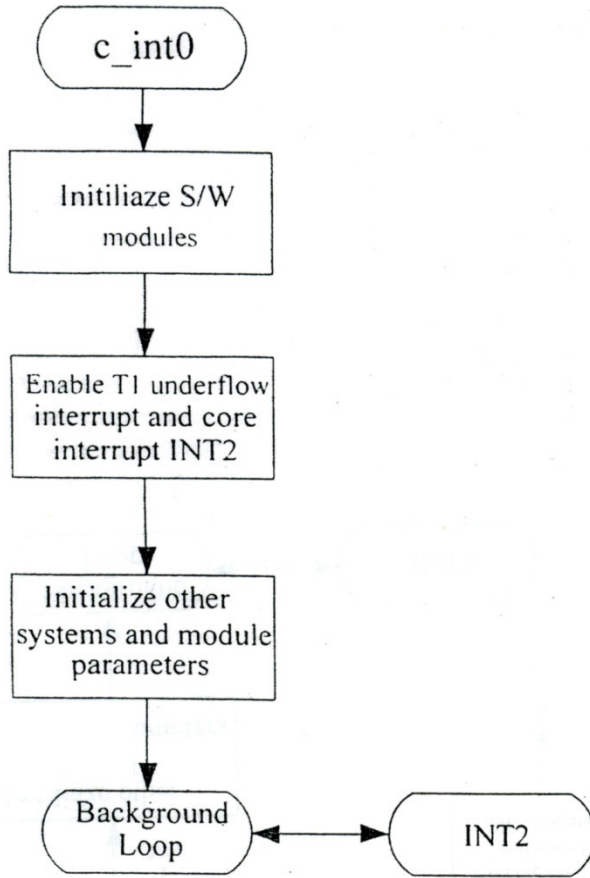 c_int0
Initiliaze S/W
modules
Enable T1 underflow
interrupt and core
interrupt INT2
Initialize other
systems and module
parameters
Background
Loop
INT2